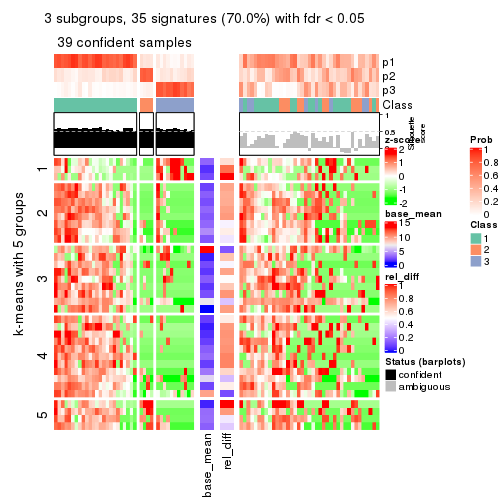 3 subgroups, 35 signatures (70.0%) with fdr < 0.05
39 confident samples
p1
p2
p3
Class
1
0.5
0
Silhouette
score
k-means with 5 groups
1
2
3
4
5
base_mean
rel_diff
z-score
2
1
0
-1
-2
base_mean
15
10
5
0
rel_diff
1
0.8
0.6
0.4
0.2
0
Status (barplots)
confident
ambiguous
Prob
1
0.8
0.6
0.4
0.2
0
Class
1
2
3